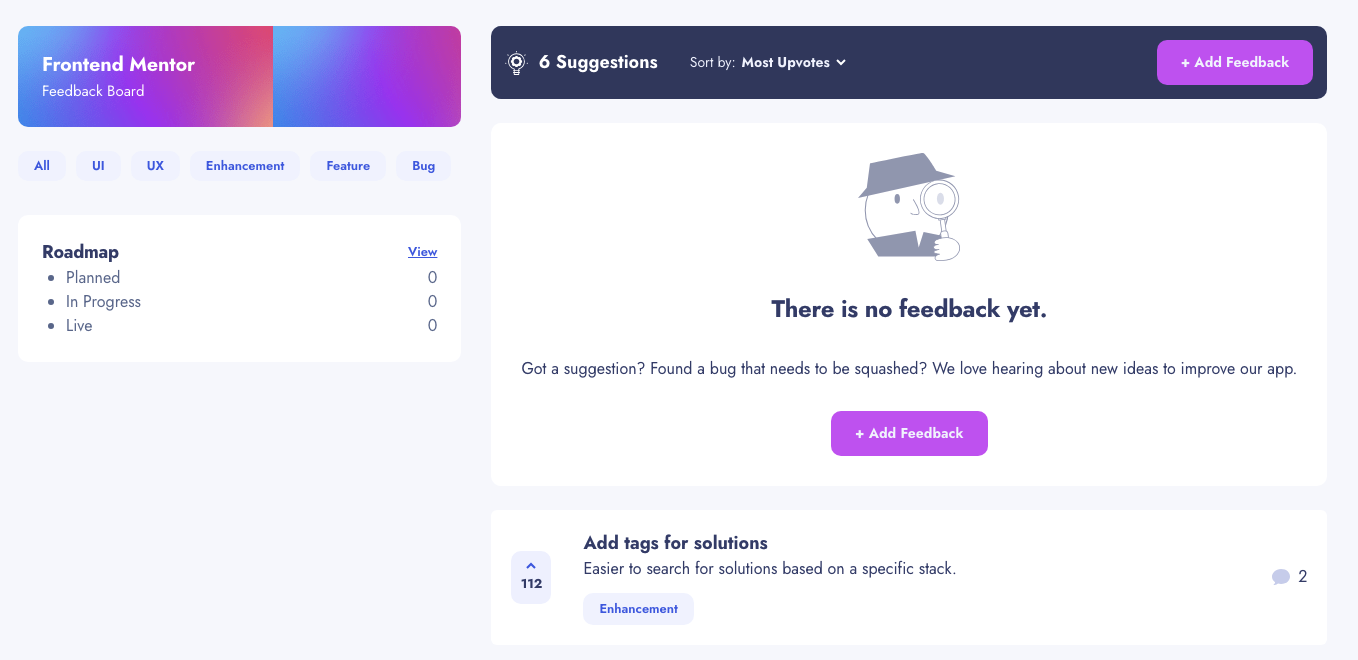 Frontend Mentor
Feedback Board
All UI UX Enhancement Feature Bug
Roadmap View
Planned 0
In Progress 0
Live 0
6 Suggestions Sort by: Most Upvotes + Add Feedback
There is no feedback yet.
Got a suggestion? Found a bug that needs to be squashed? We love hearing about new ideas to improve our app.
+ Add Feedback
Add tags for solutions
Easier to search for solutions based on a specific stack.
112
Enhancement
2